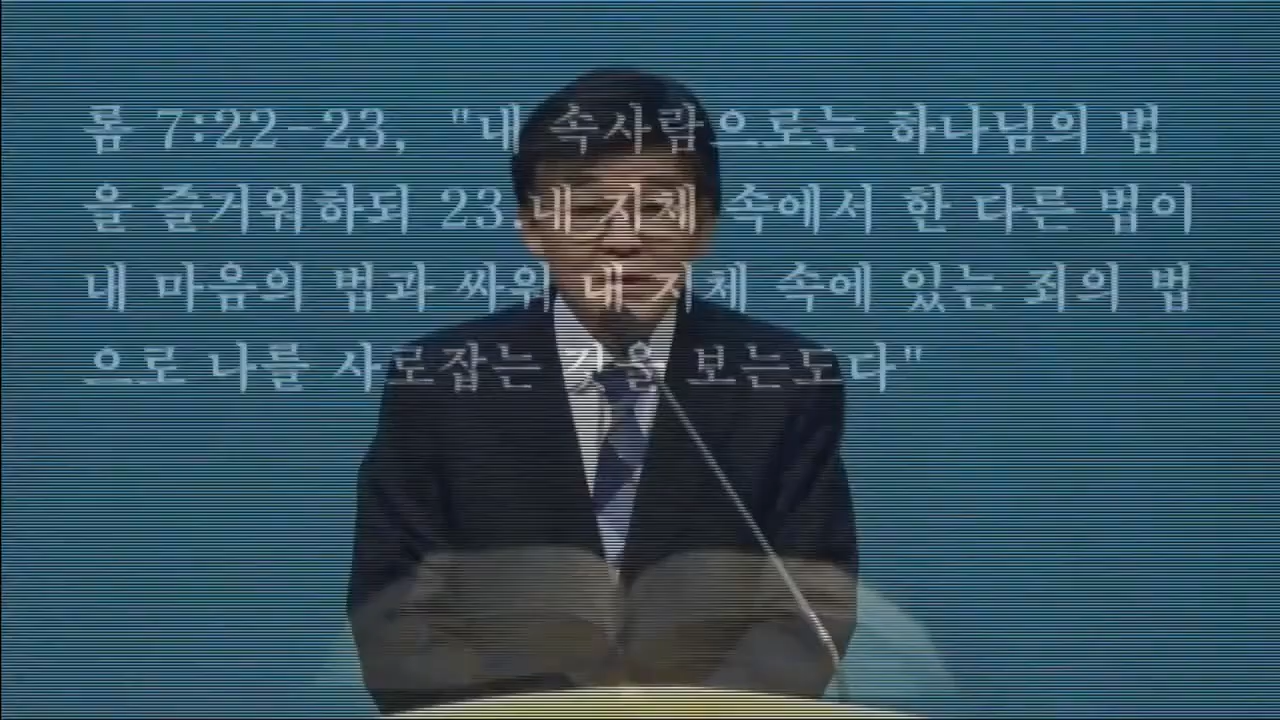 롬 7:22-23, "내 속사람으로는 하나님의 법
을 즐거워하되 23.내 지체 속에서 한 다른 법이
내 마음의 법과 싸워 내 지체 속에 있는 죄의 법
으로 나를 사로잡는 것을 보는도다"